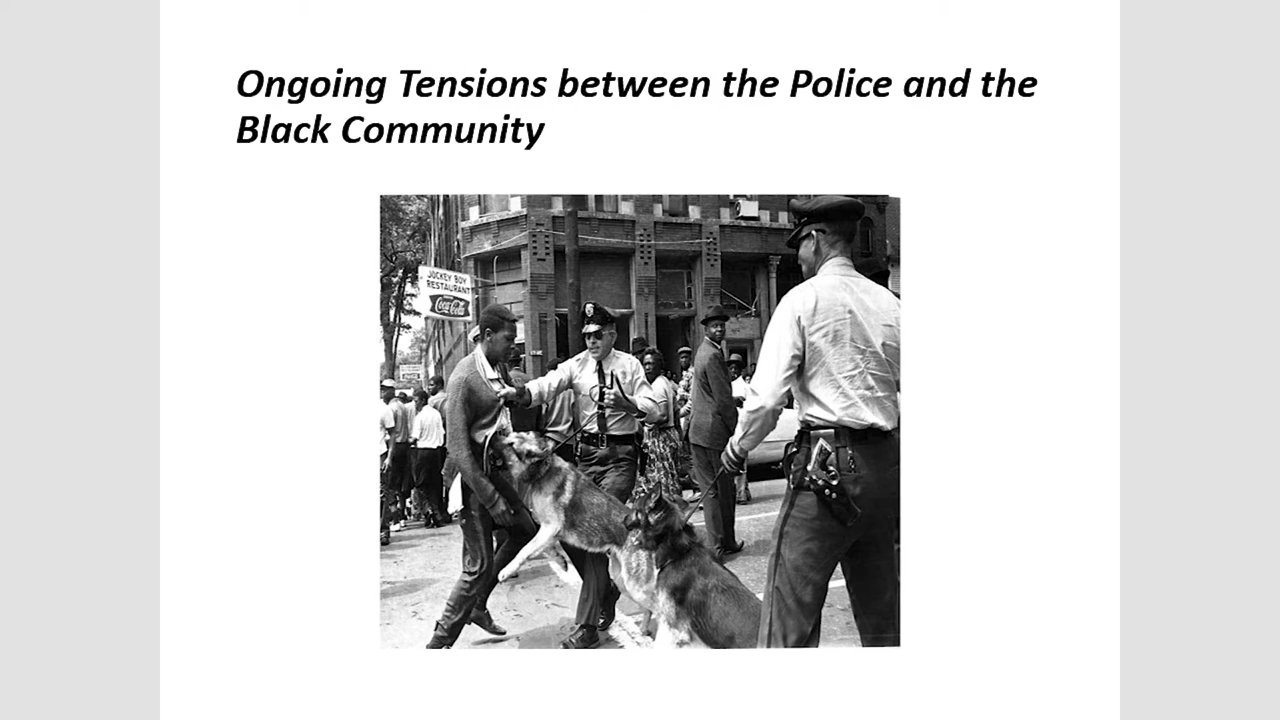 Ongoing Tensions between the Police and the
Black Community
JOCKEY BOY
RESTAURANT
Coca-Cola